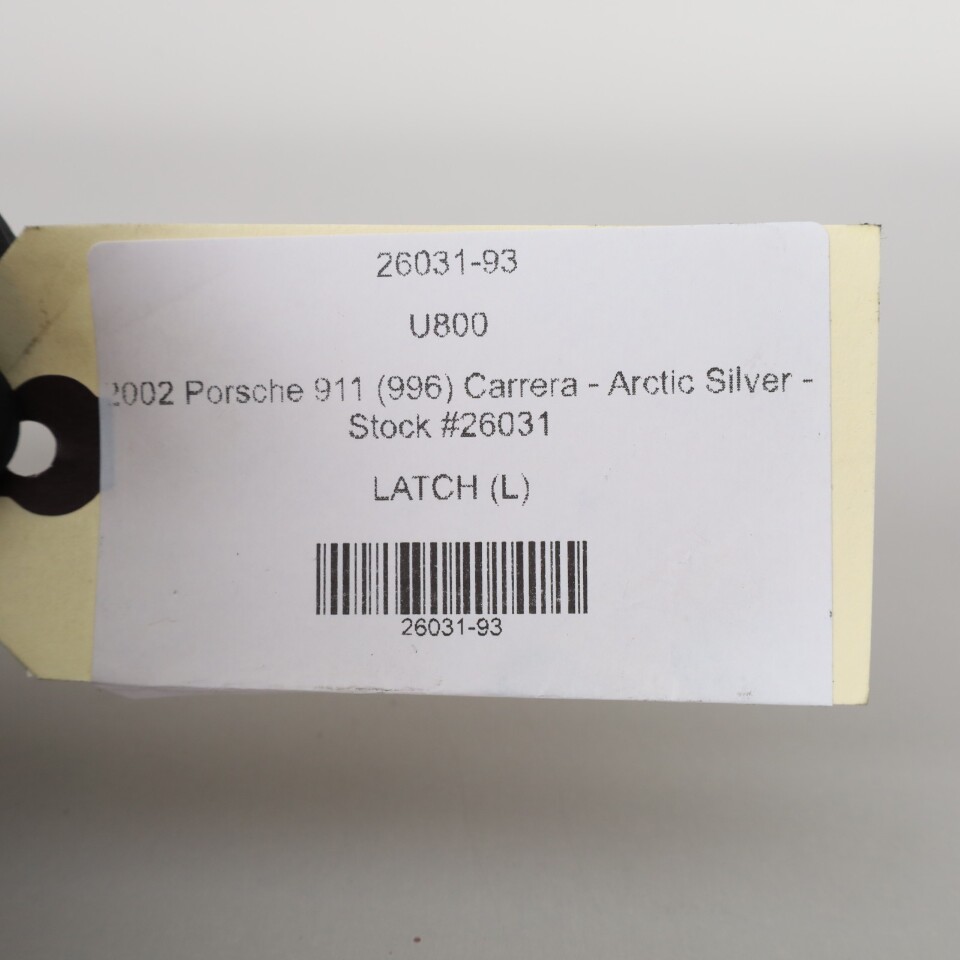 26031-93
U800
2002 Porsche 911 (996) Carrera - Arctic Silver -
Stock #26031
LATCH (L)
26031-93